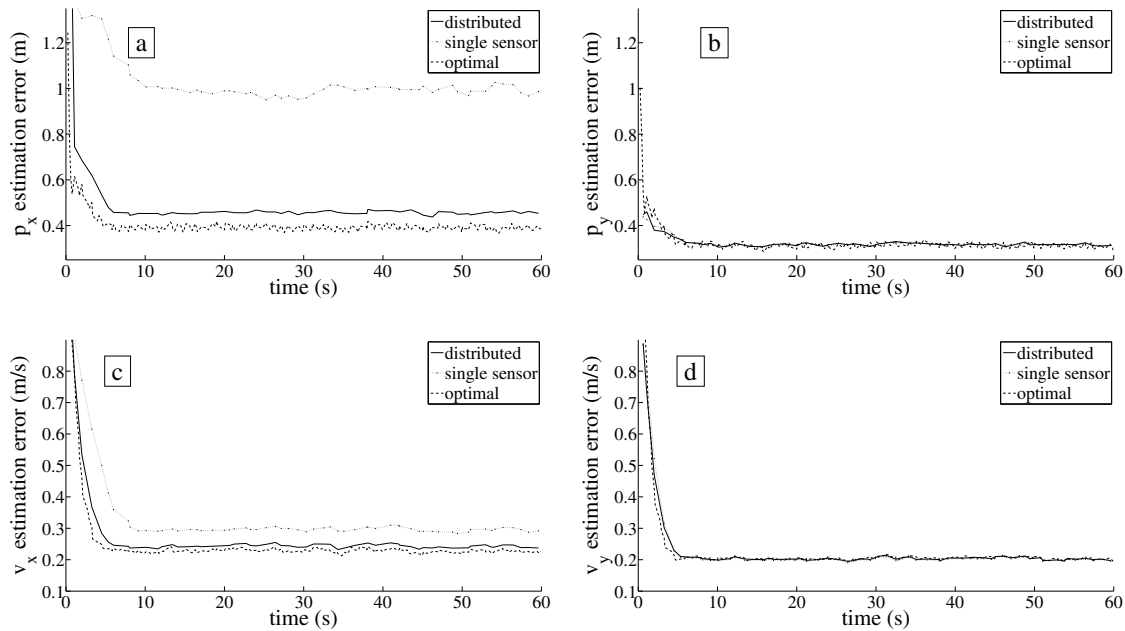 a
distributed
single sensor
optimal
p_x estimation error (m)
1.2
1
0.8
0.6
0.4
0 10 20 30 40 50 60
time (s)
b
distributed
single sensor
optimal
p_y estimation error (m)
1.2
1
0.8
0.6
0.4
0 10 20 30 40 50 60
time (s)
c
distributed
single sensor
optimal
v_x estimation error (m/s)
0.8
0.7
0.6
0.5
0.4
0.3
0.2
0.1
0 10 20 30 40 50 60
time (s)
d
distributed
single sensor
optimal
v_y estimation error (m/s)
0.8
0.7
0.6
0.5
0.4
0.3
0.2
0.1
0 10 20 30 40 50 60
time (s)